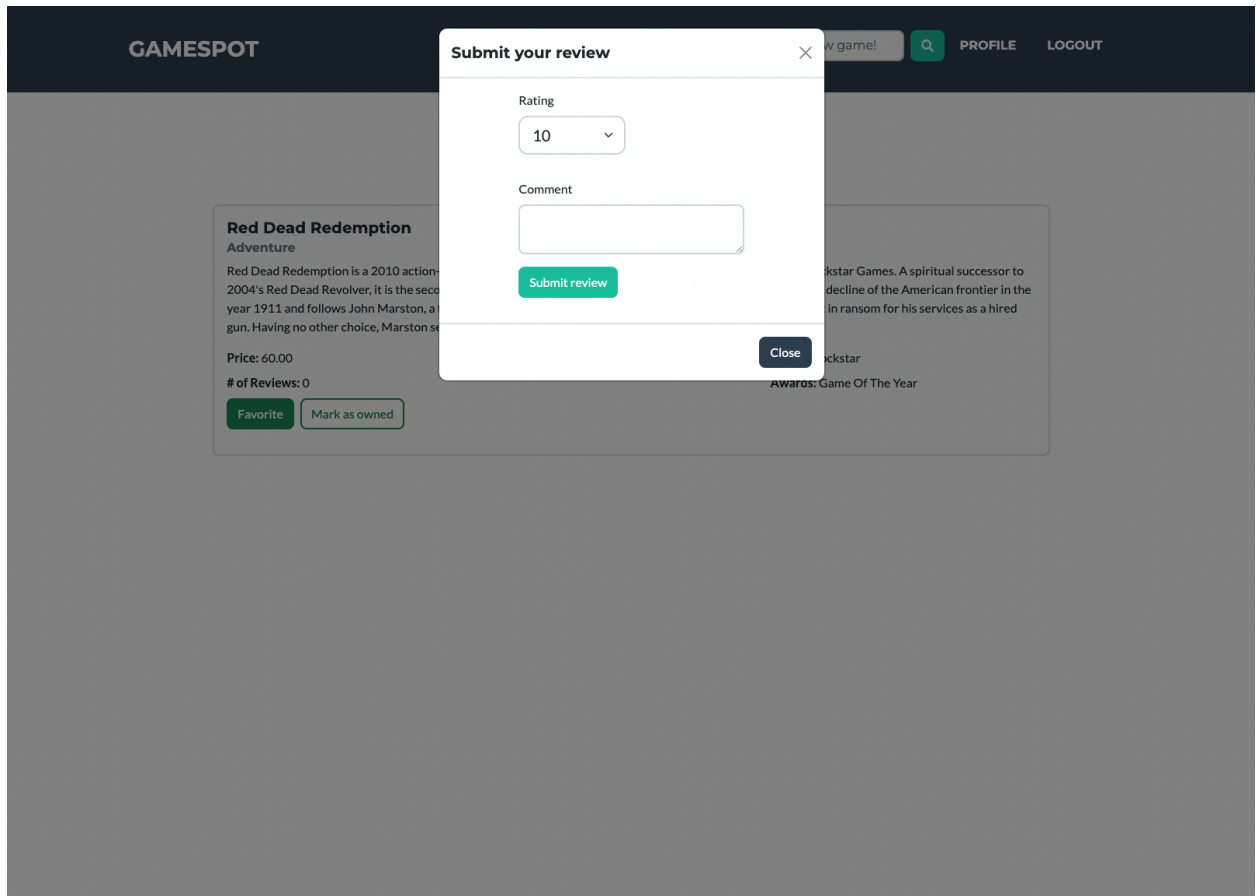 GAMESPOT
w game!
PROFILE
LOGOUT
Submit your review
Rating
10
Comment
Submit review
Close
Red Dead Redemption
Adventure
Red Dead Redemption is a 2010 action- kstar Games. A spiritual successor to
2004's Red Dead Revolver, it is the seco decline of the American frontier in the
year 1911 and follows John Marston, a in ransom for his services as a hired
gun. Having no other choice, Marston se
Price: 60.00 ockstar
# of Reviews: 0 Awards: Game Of The Year
Favorite Mark as owned